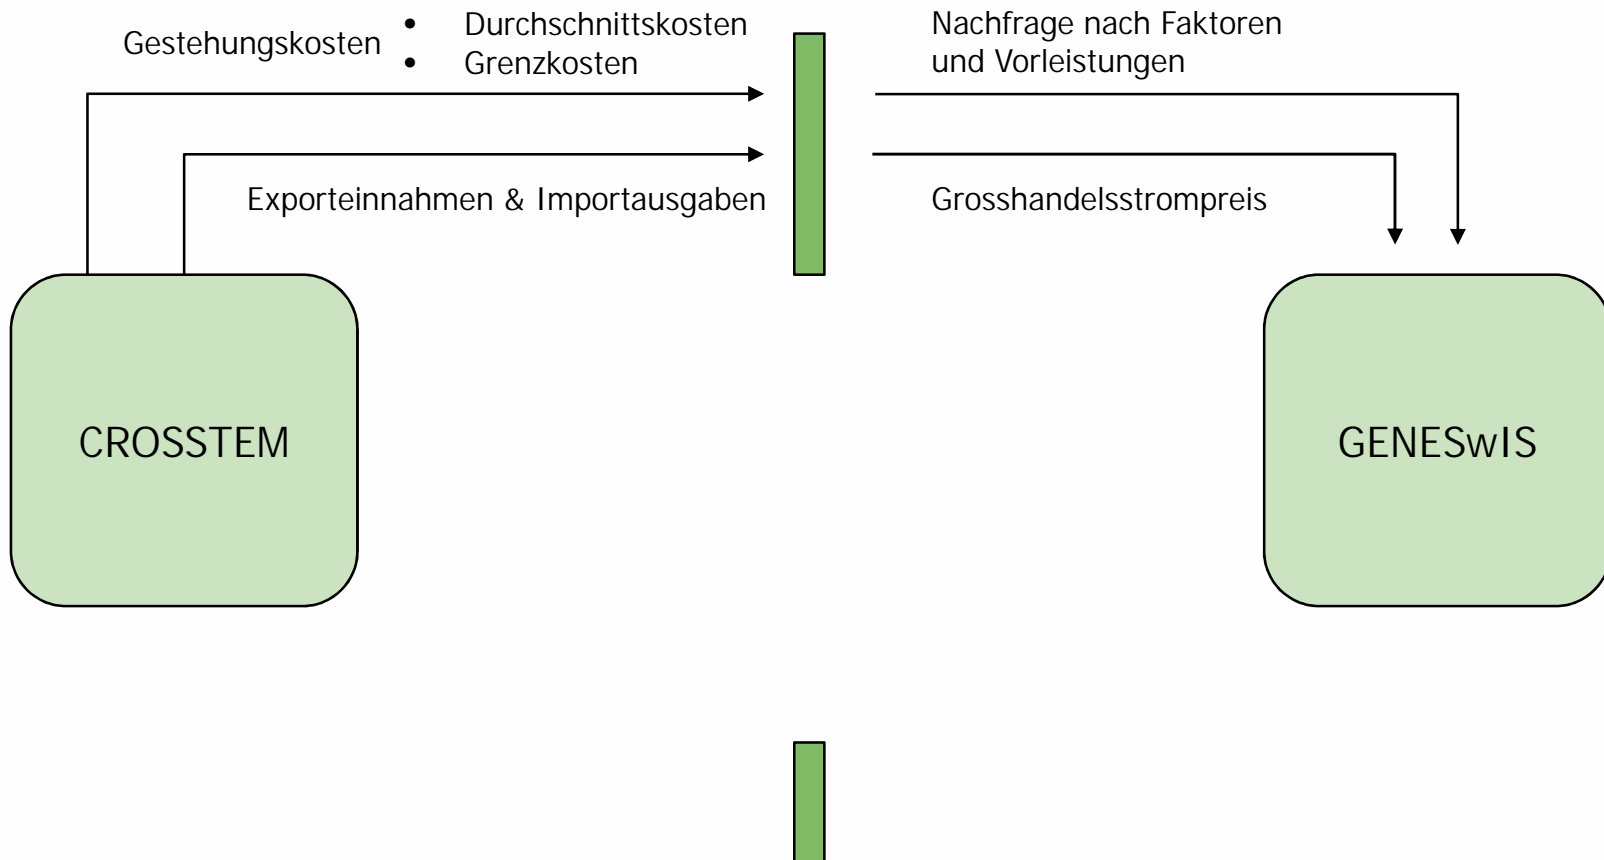 Gestehungskosten
• Durchschnittskosten
• Grenzkosten
Nachfrage nach Faktoren
und Vorleistungen
Exporteinnahmen & Importausgaben
Grosshandelsstrompreis
CROSSTEM
GENESwIS